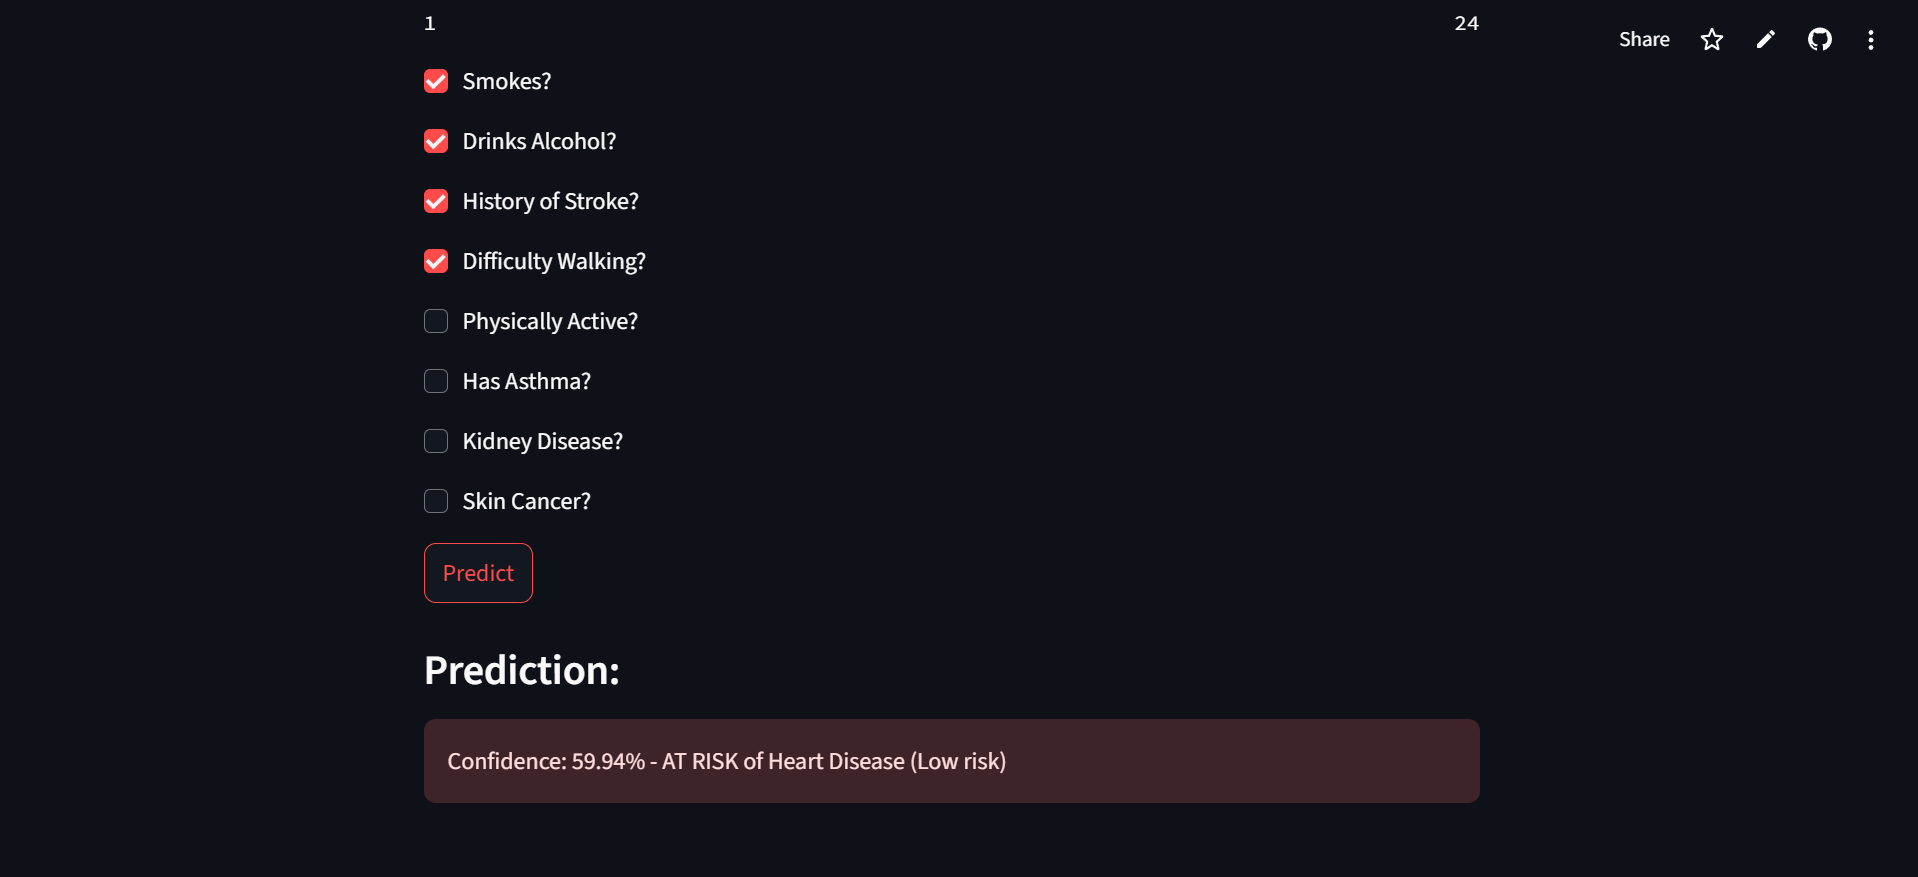 1 24
Share
Smokes?
Drinks Alcohol?
History of Stroke?
Difficulty Walking?
Physically Active?
Has Asthma?
Kidney Disease?
Skin Cancer?
Predict
Prediction:
Confidence: 59.94% - AT RISK of Heart Disease (Low risk)